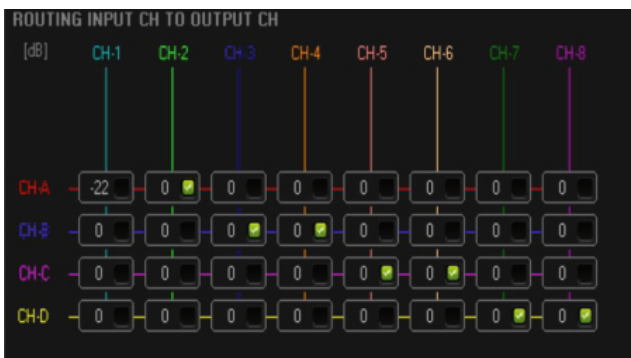 ROUTING INPUT CH TO OUTPUT CH
[dB] CH-1 CH-2 CH-3 CH-4 CH-5 CH-6 CH-7 CH-8
CH-A -22 0 0 0 0 0 0 0
CH-B 0 0 0 0 0 0 0 0
CH-C 0 0 0 0 0 0 0 0
CH-D 0 0 0 0 0 0 0 0